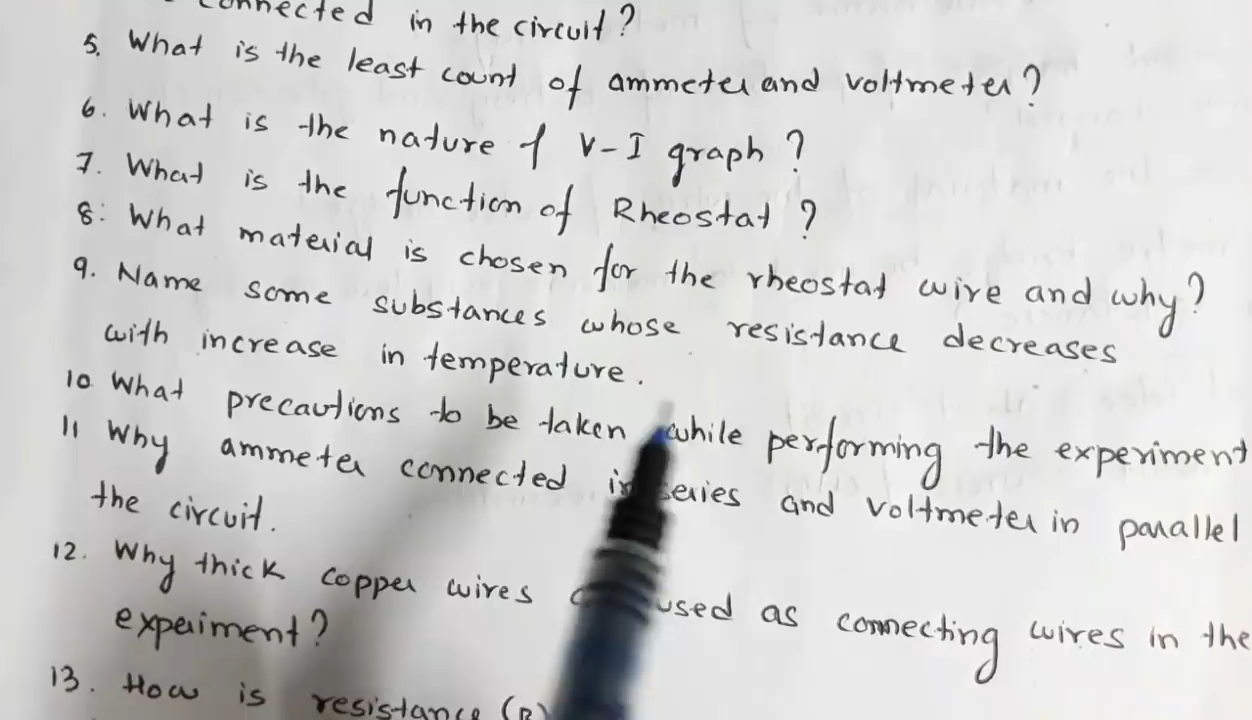 connected in the circuit?
5. What is the least count of ammeter and voltmeter?
6. What is the nature of V-I graph?
7. What is the function of Rheostat?
8. What material is chosen for the rheostat wire and why?
9. Name some substances whose resistance decreases
with increase in temperature.
10 What precautions to be taken while performing the experiment
11 Why ammeter connected in series and voltmeter in parallel
the circuit.
12. Why thick copper wires used as connecting wires in the
experiment?
13. How is resistance (R)